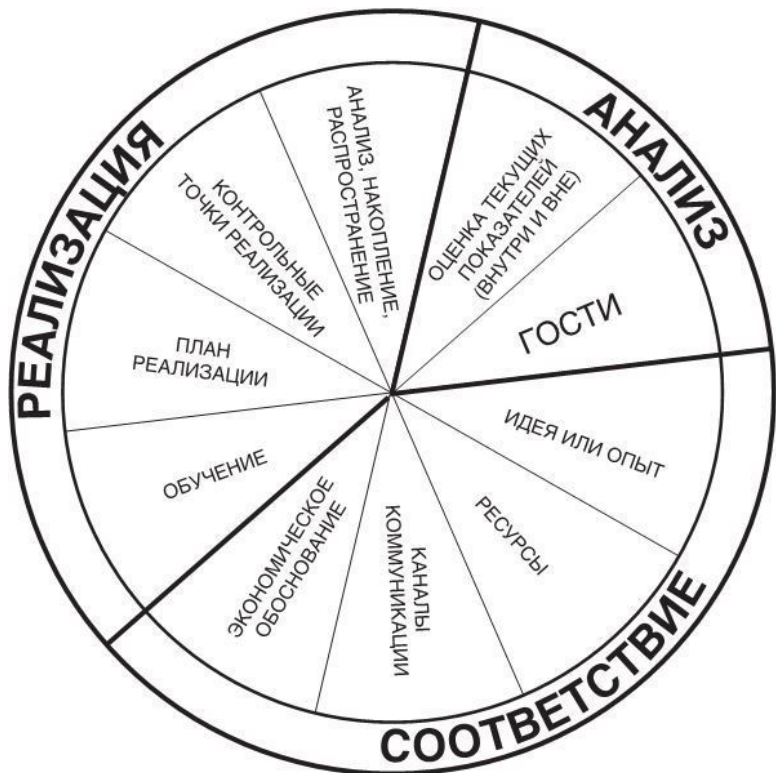 АНАЛИЗ
ОЦЕНКА ТЕКУЩИХ
ПОКАЗАТЕЛЕЙ
(ВНУТРИ И ВНЕ)
ГОСТИ
СООТВЕТСТВИЕ
ИДЕЯ ИЛИ ОПЫТ
РЕСУРСЫ
КАНАЛЫ
КОММУНИКАЦИИ
ЭКОНОМИЧЕСКОЕ
ОБОСНОВАНИЕ
РЕАЛИЗАЦИЯ
ОБУЧЕНИЕ
ПЛАН
РЕАЛИЗАЦИИ
КОНТРОЛЬНЫЕ
ТОЧКИ РЕАЛИЗАЦИИ
АНАЛИЗ, НАКОПЛЕНИЕ,
РАСПРОСТРАНЕНИЕ